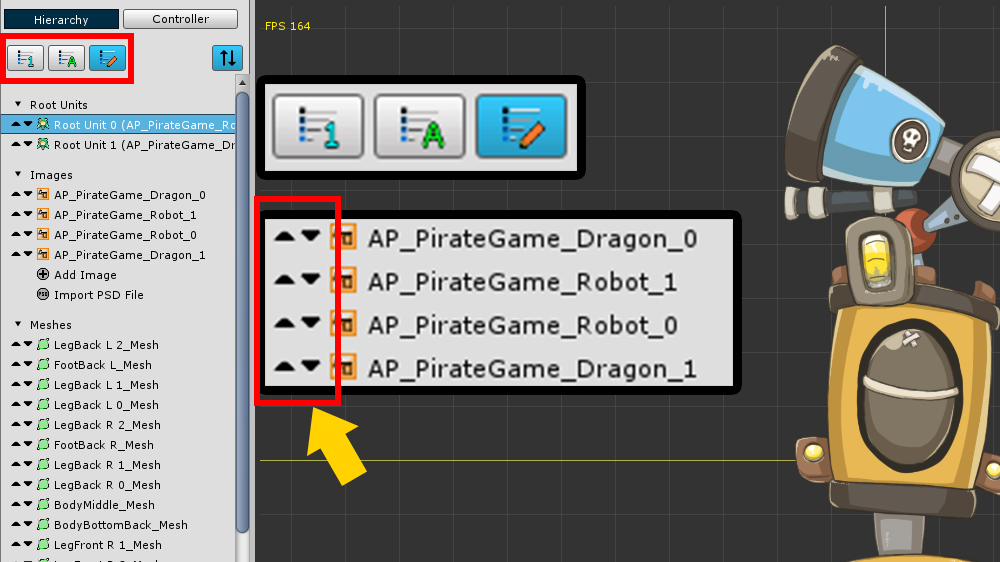 Hierarchy
Controller
1
A
FPS 164
Root Units
Root Unit 0 (AP_PirateGame_Ro
Root Unit 1 (AP_PirateGame_Dr
Images
AP_PirateGame_Dragon_0
AP_PirateGame_Robot_1
AP_PirateGame_Robot_0
AP_PirateGame_Dragon_1
Add Image
Import PSD File
Meshes
LegBack L 2_Mesh
FootBack L_Mesh
LegBack L 1_Mesh
LegBack L 0_Mesh
LegBack R 2_Mesh
FootBack R_Mesh
LegBack R 1_Mesh
LegBack R 0_Mesh
BodyMiddle_Mesh
BodyBottomBack_Mesh
LegFront R 1_Mesh
1
A
AP_PirateGame_Dragon_0
AP_PirateGame_Robot_1
AP_PirateGame_Robot_0
AP_PirateGame_Dragon_1